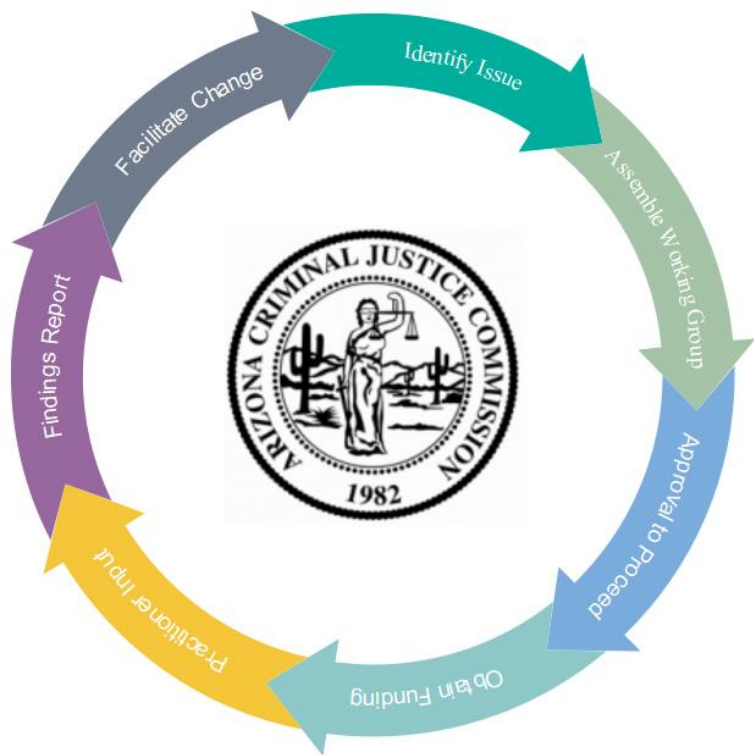 Identify Issue
Assemble Working Group
Approval to Proceed
Obtain Funding
Practitioner Input
Findings Report
Facilitate Change
ARIZONA CRIMINAL JUSTICE COMMISSION
1982